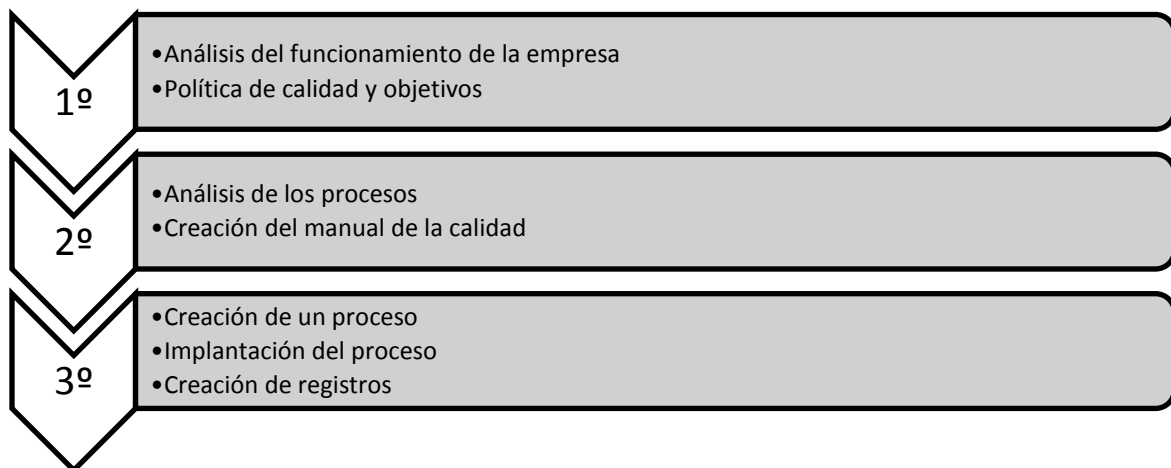 1º
•Análisis del funcionamiento de la empresa
•Política de calidad y objetivos
2º
•Análisis de los procesos
•Creación del manual de la calidad
3º
•Creación de un proceso
•Implantación del proceso
•Creación de registros